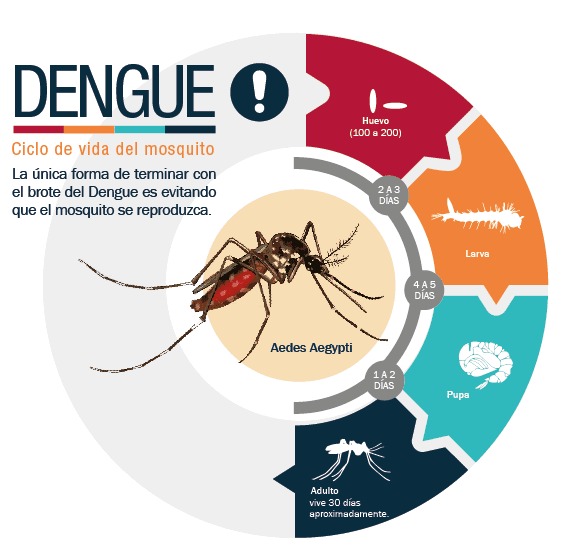 DENGUE
Ciclo de vida del mosquito
La única forma de terminar con
el brote del Dengue es evitando
que el mosquito se reproduzca.
!
Huevo
(100 a 200)
2 A 3
DÍAS
Larva
4 A 5
DÍAS
Pupa
1 A 2
DÍAS
Aedes Aegypti
Adulto
vive 30 días
aproximadamente.